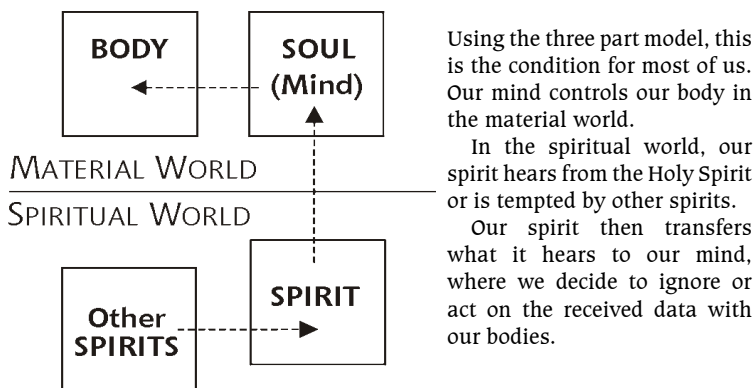 BODY
SOUL
(Mind)
MATERIAL WORLD
SPIRITUAL WORLD
SPIRIT
Other
SPIRITS
Using the three part model, this
is the condition for most of us.
Our mind controls our body in
the material world.
In the spiritual world, our
spirit hears from the Holy Spirit
or is tempted by other spirits.
Our spirit then transfers
what it hears to our mind,
where we decide to ignore or
act on the received data with
our bodies.